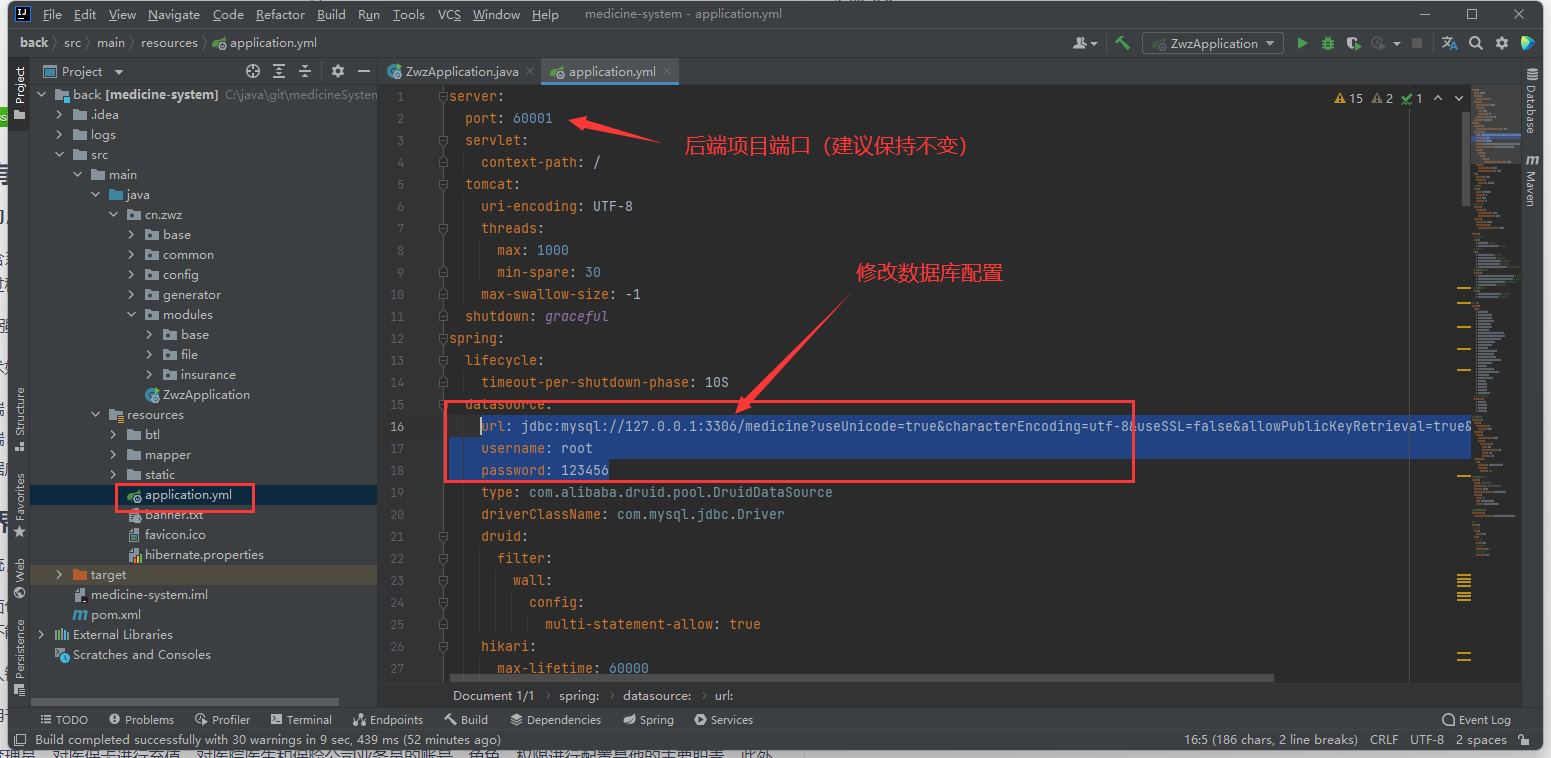 File Edit View Navigate Code Refactor Build Run Tools VCS Window Help medicine-system - application.yml
back src main resources application.yml ZwzApplication
Project
Project
ZwzApplication.java application.yml
back [medicine-system] C:\java\git\medicineSystem
.idea
logs
src
main
java
cn.zwz
base
common
config
generator
modules
base
file
insurance
ZwzApplication
resources
btl
mapper
static
application.yml
banner.txt
favicon.ico
hibernate.properties
target
medicine-system.iml
pom.xml
External Libraries
Scratches and Consoles
Structure
Favorites
Web
Persistence
15 2 1
1 server:
2 port: 60001
3 servlet:
4 context-path: /
5 tomcat:
6 uri-encoding: UTF-8
7 threads:
8 max: 1000
9 min-spare: 30
10 max-swallow-size: -1
11 shutdown: graceful
12 spring:
13 lifecycle:
14 timeout-per-shutdown-phase: 10S
15 datasource:
16 url: jdbc:mysql://127.0.0.1:3306/medicine?useUnicode=true&characterEncoding=utf-8&useSSL=false&allowPublicKeyRetrieval=true&
17 username: root
18 password: 123456
19 type: com.alibaba.druid.pool.DruidDataSource
20 driverClassName: com.mysql.jdbc.Driver
21 druid:
22 filter:
23 wall:
24 config:
25 multi-statement-allow: true
26 hikari:
27 max-lifetime: 60000
后端项目端口（建议保持不变）
修改数据库配置
Database
Maven
Document 1/1 spring: datasource: url:
TODO Problems Profiler Terminal Endpoints Build Dependencies Spring Services Event Log
Build completed successfully with 30 warnings in 9 sec, 439 ms (52 minutes ago) 16:5 (186 chars, 2 line breaks) CRLF UTF-8 2 spaces